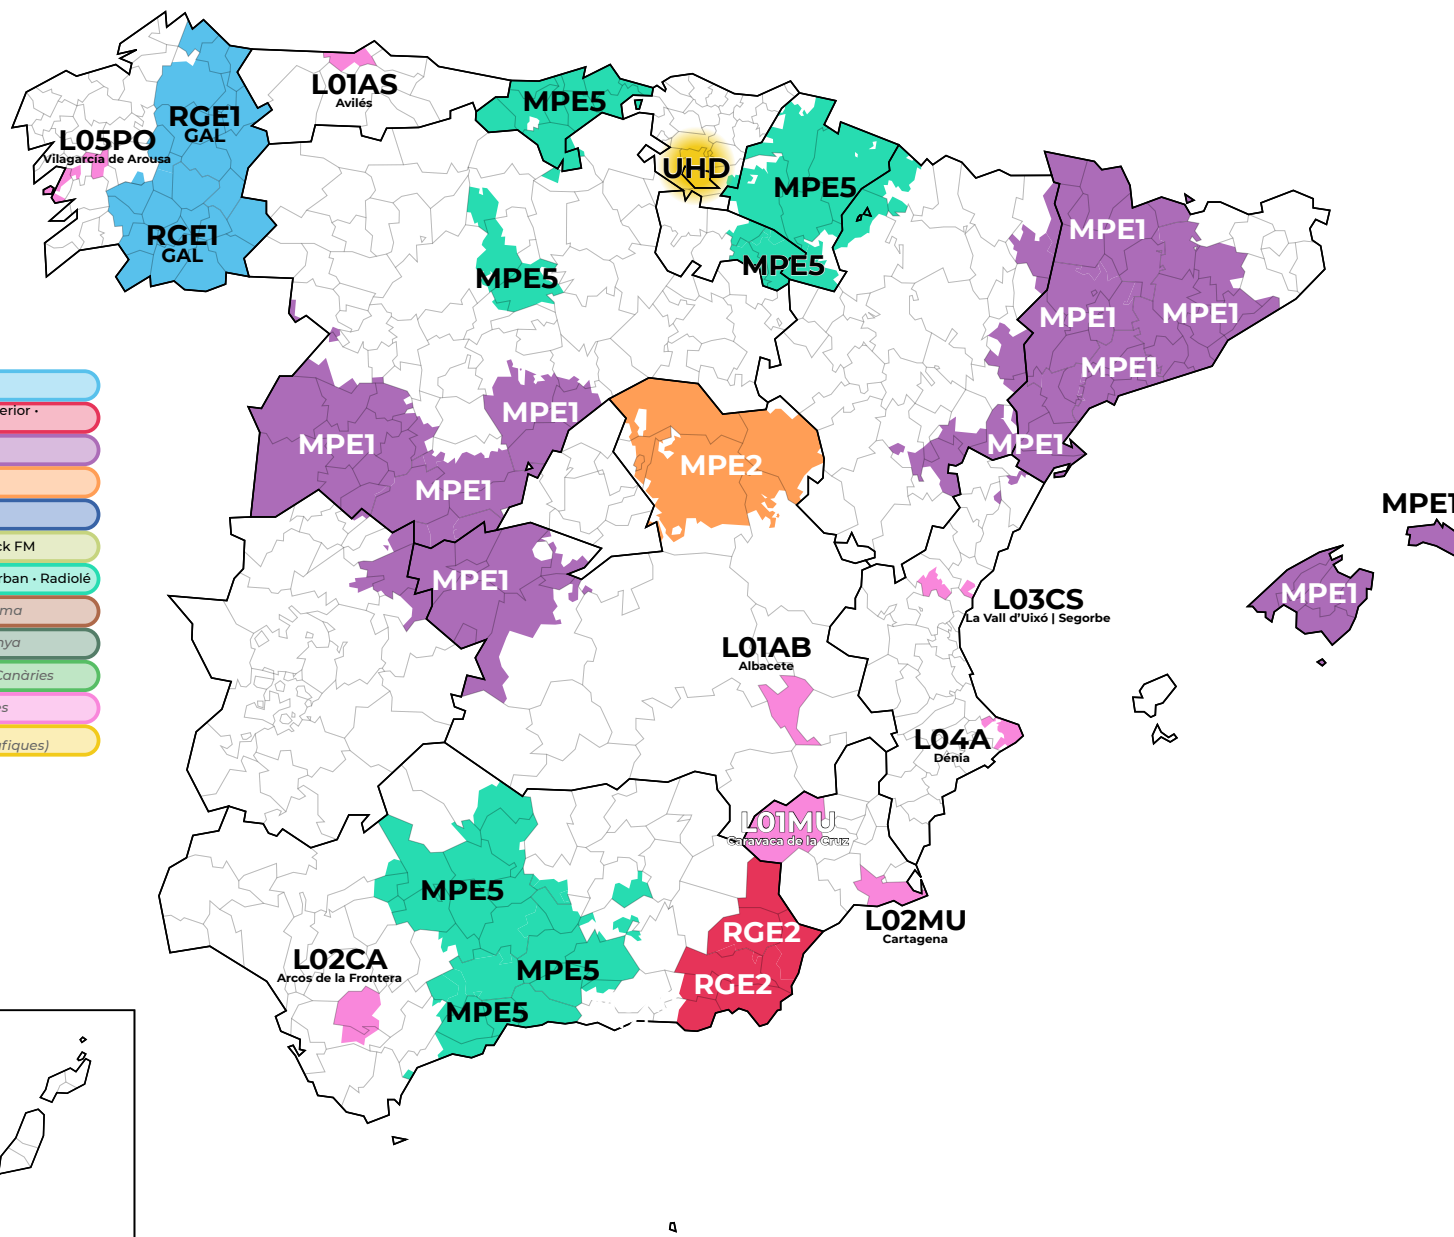 L01AS
Avilés
MPE5
RGE1
GAL
L05PO
Vilagarcía de Arousa
UHD
MPE5
RGE1
GAL
MPE5
MPE5
MPE1
MPE1
MPE1
MPE1
erior •
MPE1
MPE1
MPE1
MPE2
MPE1
MPE1
ck FM
rban • Radiolé
ma
nya
Canàries
es
àfiques)
MPE1
MPE1
L03CS
La Vall d'Uixó | Segorbe
L01AB
Albacete
L04A
Dénia
L01MU
Caravaca de la Cruz
MPE5
RGE2
L02MU
Cartagena
L02CA
Arcos de la Frontera
MPE5
RGE2
MPE5